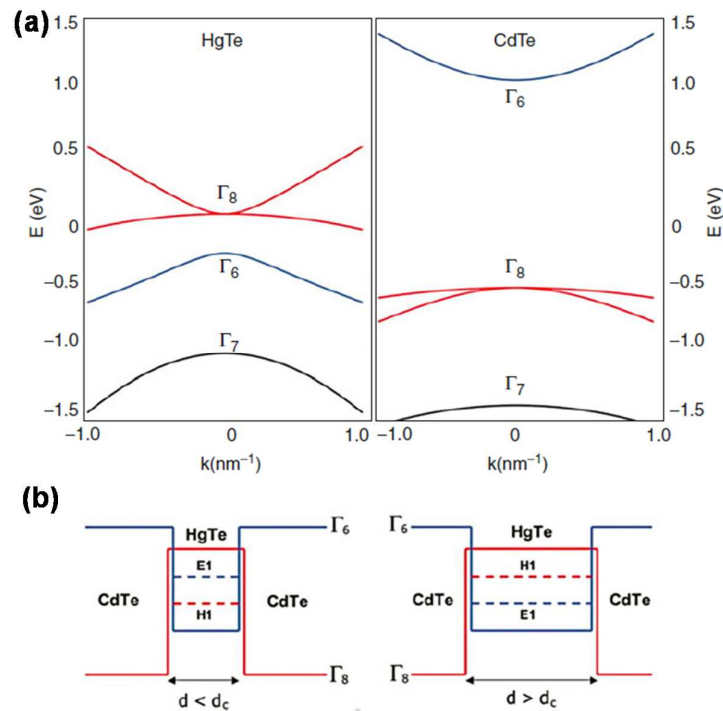 (a)
HgTe
CdTe
1.5
1.0
0.5
0
−0.5
−1.0
−1.5
E (eV)
Γ8
Γ6
Γ7
−1.0
0
1.0
k(nm⁻¹)
Γ6
Γ8
Γ7
−1.0
0
1.0
k(nm⁻¹)
1.5
1.0
0.5
0
−0.5
−1.0
−1.5
E (eV)
(b)
HgTe
Γ6
E1
CdTe
CdTe
H1
Γ8
d < dc
Γ6
HgTe
H1
CdTe
CdTe
E1
Γ8
d > dc